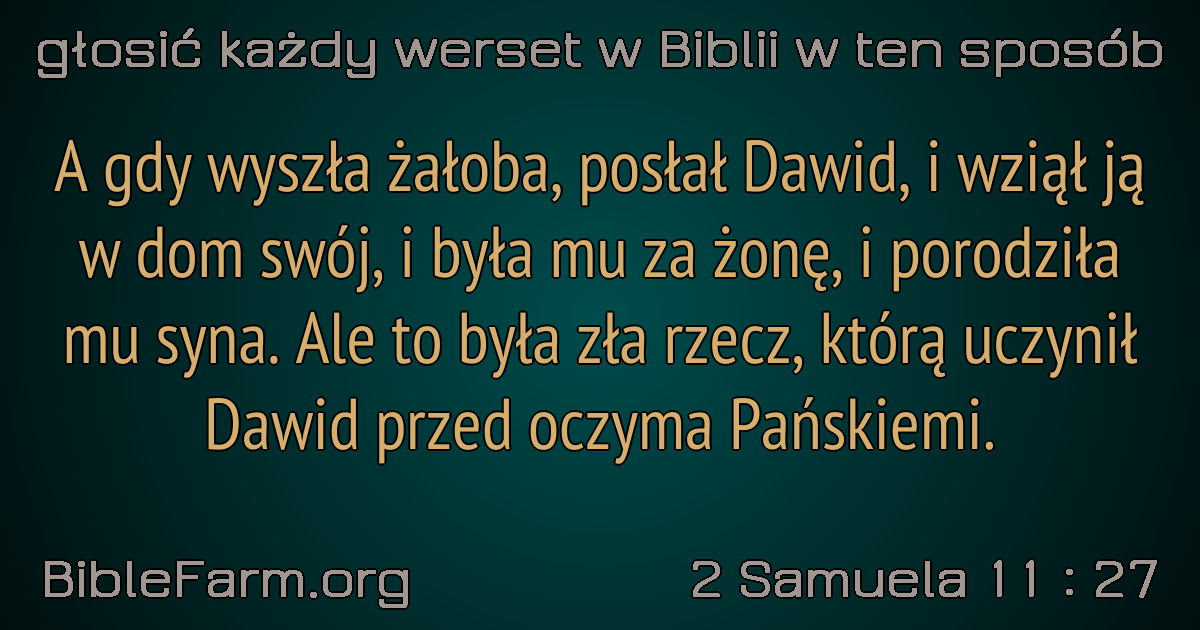 głosić każdy werset w Biblii w ten sposób
A gdy wyszła żałoba, posłał Dawid, i wziął ją
w dom swój, i była mu za żonę, i porodziła
mu syna. Ale to była zła rzecz, którą uczynił
Dawid przed oczyma Pańskiemi.
BibleFarm.org
2 Samuela 11 : 27